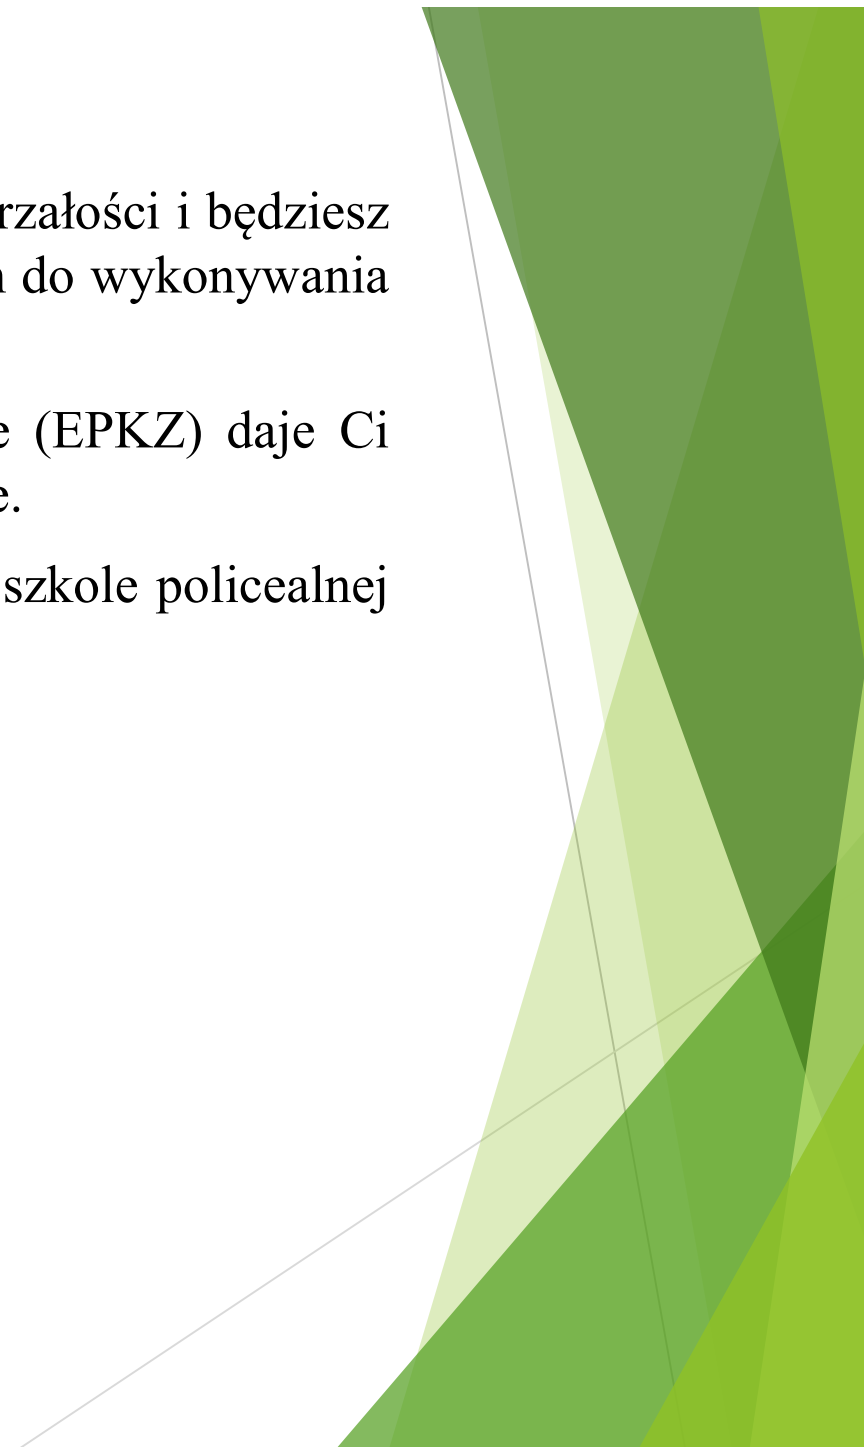 rzałości i będziesz
do wykonywania
(EPKZ) daje Ci
e.
szkole policealnej